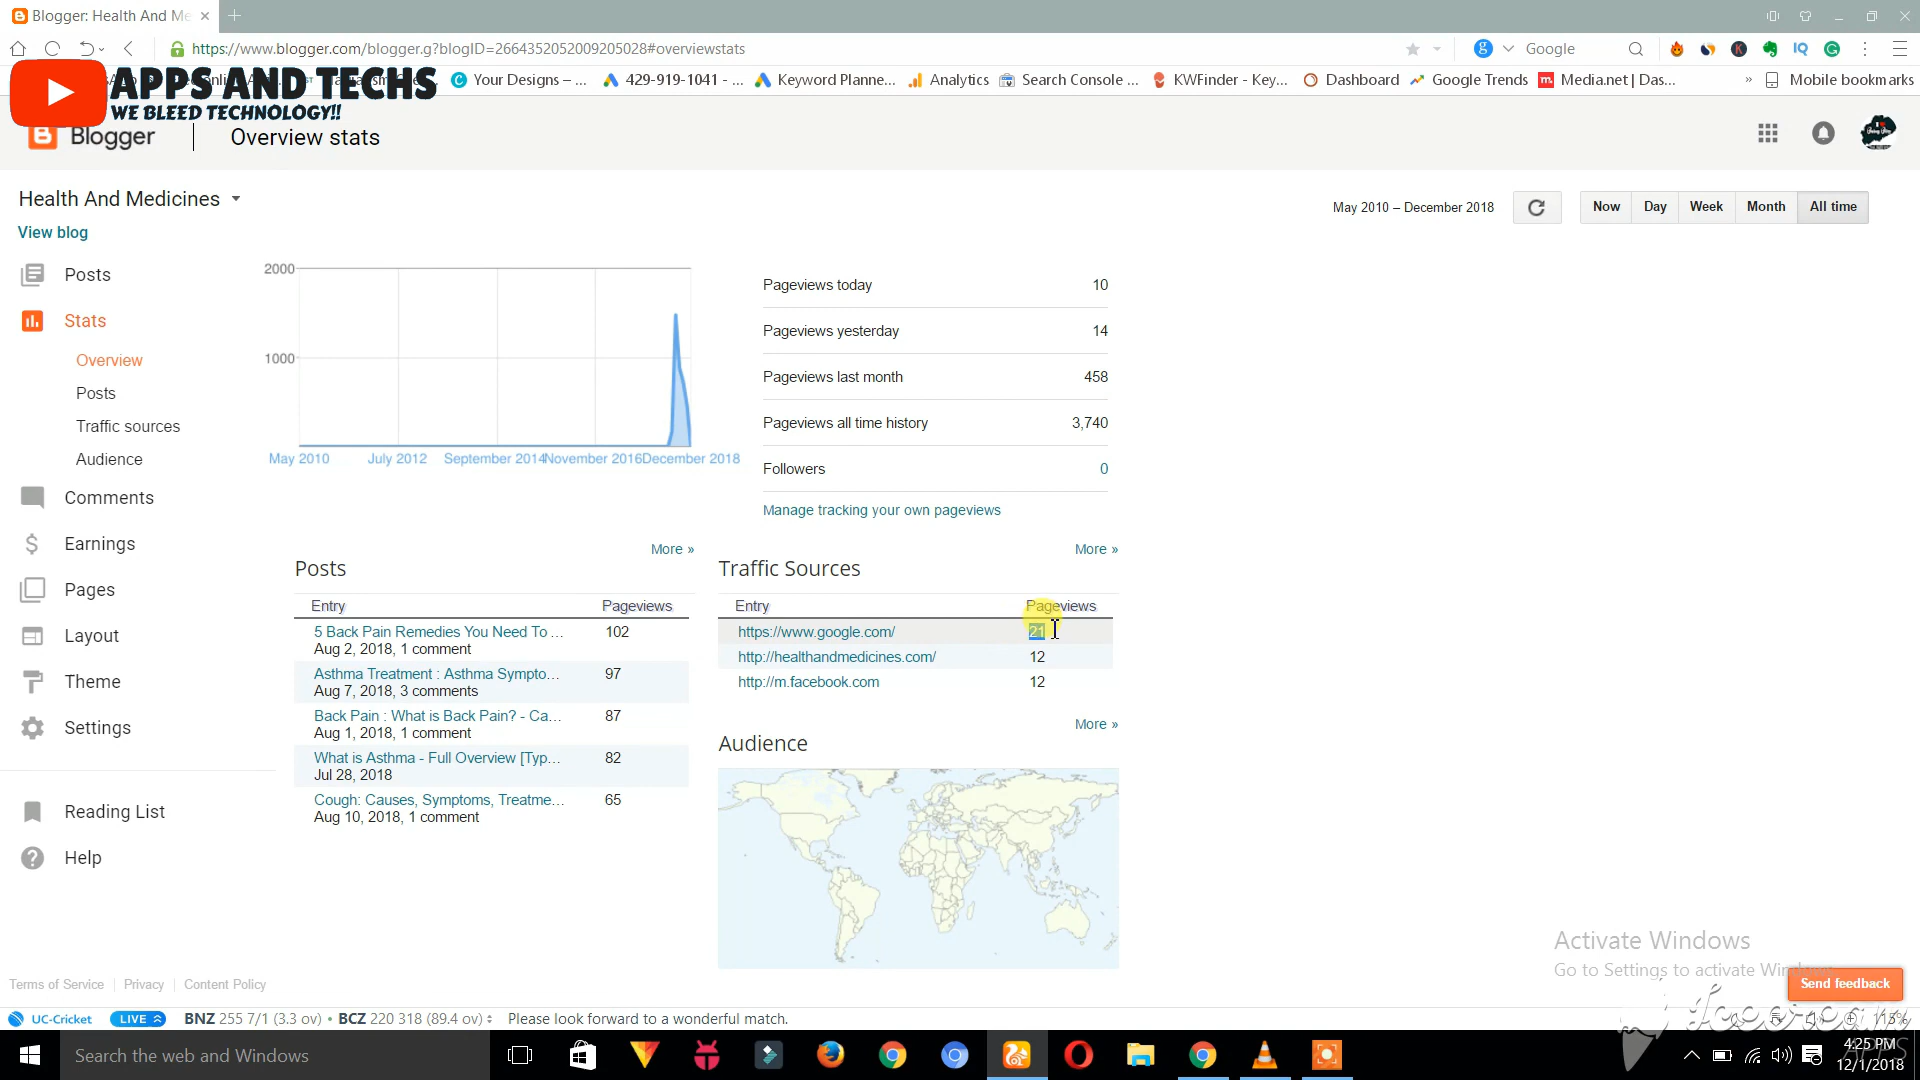 Blogger: Health And Me
https://www.blogger.com/blogger.g?blogID=2664352052009205028#overviewstats
Google
Your Designs – ...
429-919-1041 - ...
Keyword Planne...
Analytics
Search Console ...
KWFinder - Key...
Dashboard
Google Trends
Media.net | Das...
»
Mobile bookmarks
APPS AND TECHS
WE BLEED TECHNOLOGY!!
Blogger
Overview stats
Health And Medicines
View blog
May 2010 – December 2018
Now
Day
Week
Month
All time
Posts
Stats
Overview
Posts
Traffic sources
Audience
Comments
Earnings
Pages
Layout
Theme
Settings
Reading List
Help
2000
1000
May 2010
July 2012
September 2014
November 2016
December 2018
Pageviews today 10
Pageviews yesterday 14
Pageviews last month 458
Pageviews all time history 3,740
Followers 0
Manage tracking your own pageviews
More »
Posts
Entry Pageviews
5 Back Pain Remedies You Need To ... 102
Aug 2, 2018, 1 comment
Asthma Treatment : Asthma Sympto... 97
Aug 7, 2018, 3 comments
Back Pain : What is Back Pain? - Ca... 87
Aug 1, 2018, 1 comment
What is Asthma - Full Overview [Typ... 82
Jul 28, 2018
Cough: Causes, Symptoms, Treatme... 65
Aug 10, 2018, 1 comment
More »
Traffic Sources
Entry Pageviews
https://www.google.com/ 21
http://healthandmedicines.com/ 12
http://m.facebook.com 12
More »
Audience
Activate Windows
Go to Settings to activate Windows.
Send feedback
Terms of Service
Privacy
Content Policy
UC-Cricket
LIVE
BNZ 255 7/1 (3.3 ov) • BCZ 220 318 (89.4 ov)
Please look forward to a wonderful match.
115%
Search the web and Windows
4:25 PM
12/1/2018
Icecream
APPS